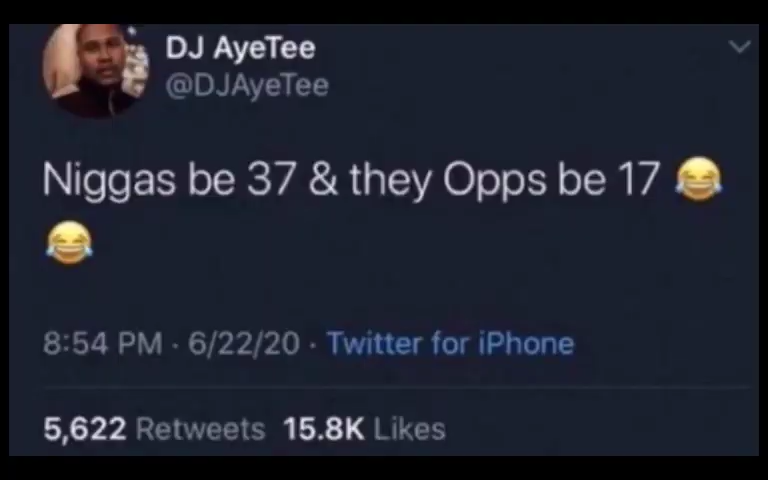 DJ AyeTee
@DJAyeTee
Niggas be 37 & they Opps be 17 😂
😂
8:54 PM · 6/22/20 · Twitter for iPhone
5,622 Retweets 15.8K Likes